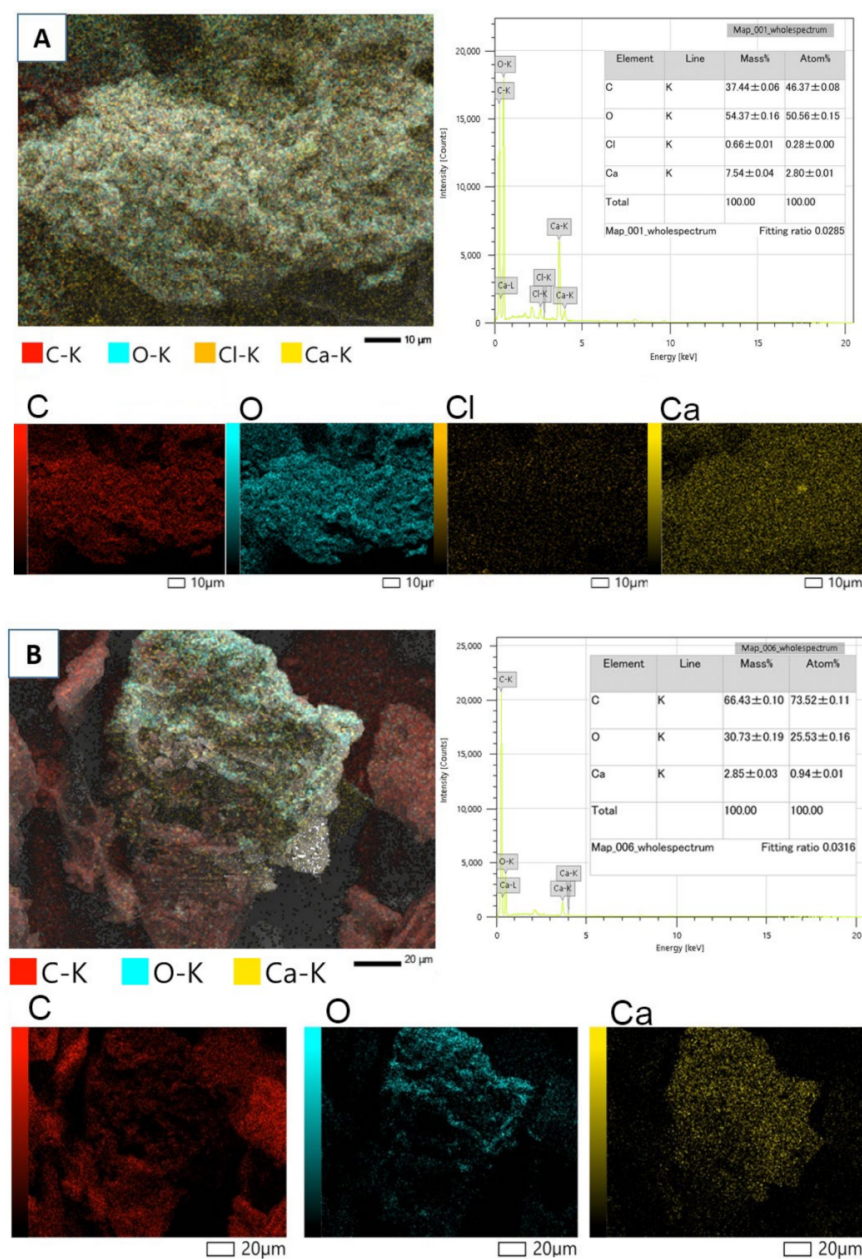 A
Map_001_wholespectrum
22,000
20,000
15,000
10,000
5,000
0
Intensity [Counts]
O-K
C-K
Ca-L
Cl-K
Cl-K
Ca-K
Ca-K
Element Line Mass% Atom%
C K 37.44±0.06 46.37±0.08
O K 54.37±0.16 50.56±0.15
Cl K 0.66±0.01 0.28±0.00
Ca K 7.54±0.04 2.80±0.01
Total 100.00 100.00
Map_001_wholespectrum Fitting ratio 0.0285
0 5 10 15 20
Energy [keV]
C-K O-K Cl-K Ca-K 10 µm
C O Cl Ca
10µm 10µm 10µm 10µm
B
Map_006_wholespectrum
25,000
20,000
15,000
10,000
5,000
0
Intensity [Counts]
C-K
O-K
Ca-L
Ca-K
Ca-K
Element Line Mass% Atom%
C K 66.43±0.10 73.52±0.11
O K 30.73±0.19 25.53±0.16
Ca K 2.85±0.03 0.94±0.01
Total 100.00 100.00
Map_006_wholespectrum Fitting ratio 0.0316
0 5 10 15 20
Energy [keV]
C-K O-K Ca-K 20 µm
C O Ca
20µm 20µm 20µm